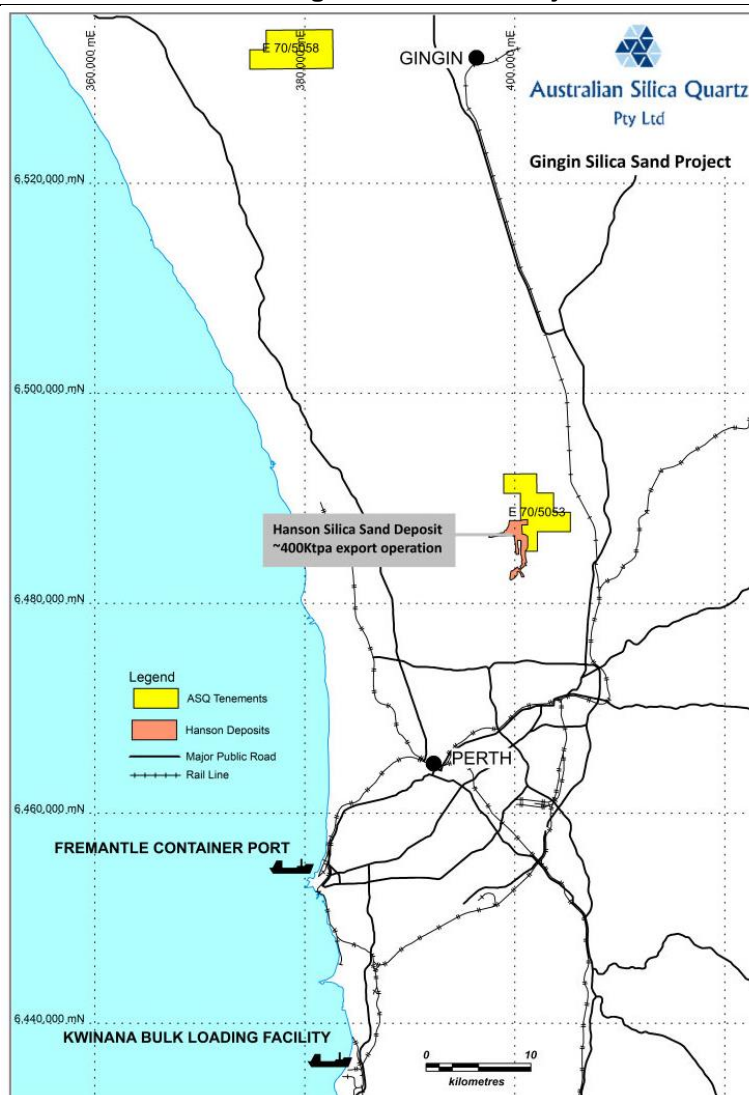 E 70/5058
360,000 mE
380,000 mE
400,000 mE
GINGIN
Australian Silica Quartz
Pty Ltd
Gingin Silica Sand Project
6,520,000 mN
6,500,000 mN
E 70/5053
Hanson Silica Sand Deposit
~400Ktpa export operation
6,480,000 mN
Legend
ASQ Tenements
Hanson Deposits
Major Public Road
Rail Line
PERTH
6,460,000 mN
FREMANTLE CONTAINER PORT
6,440,000 mN
KWINANA BULK LOADING FACILITY
0 10
kilometres